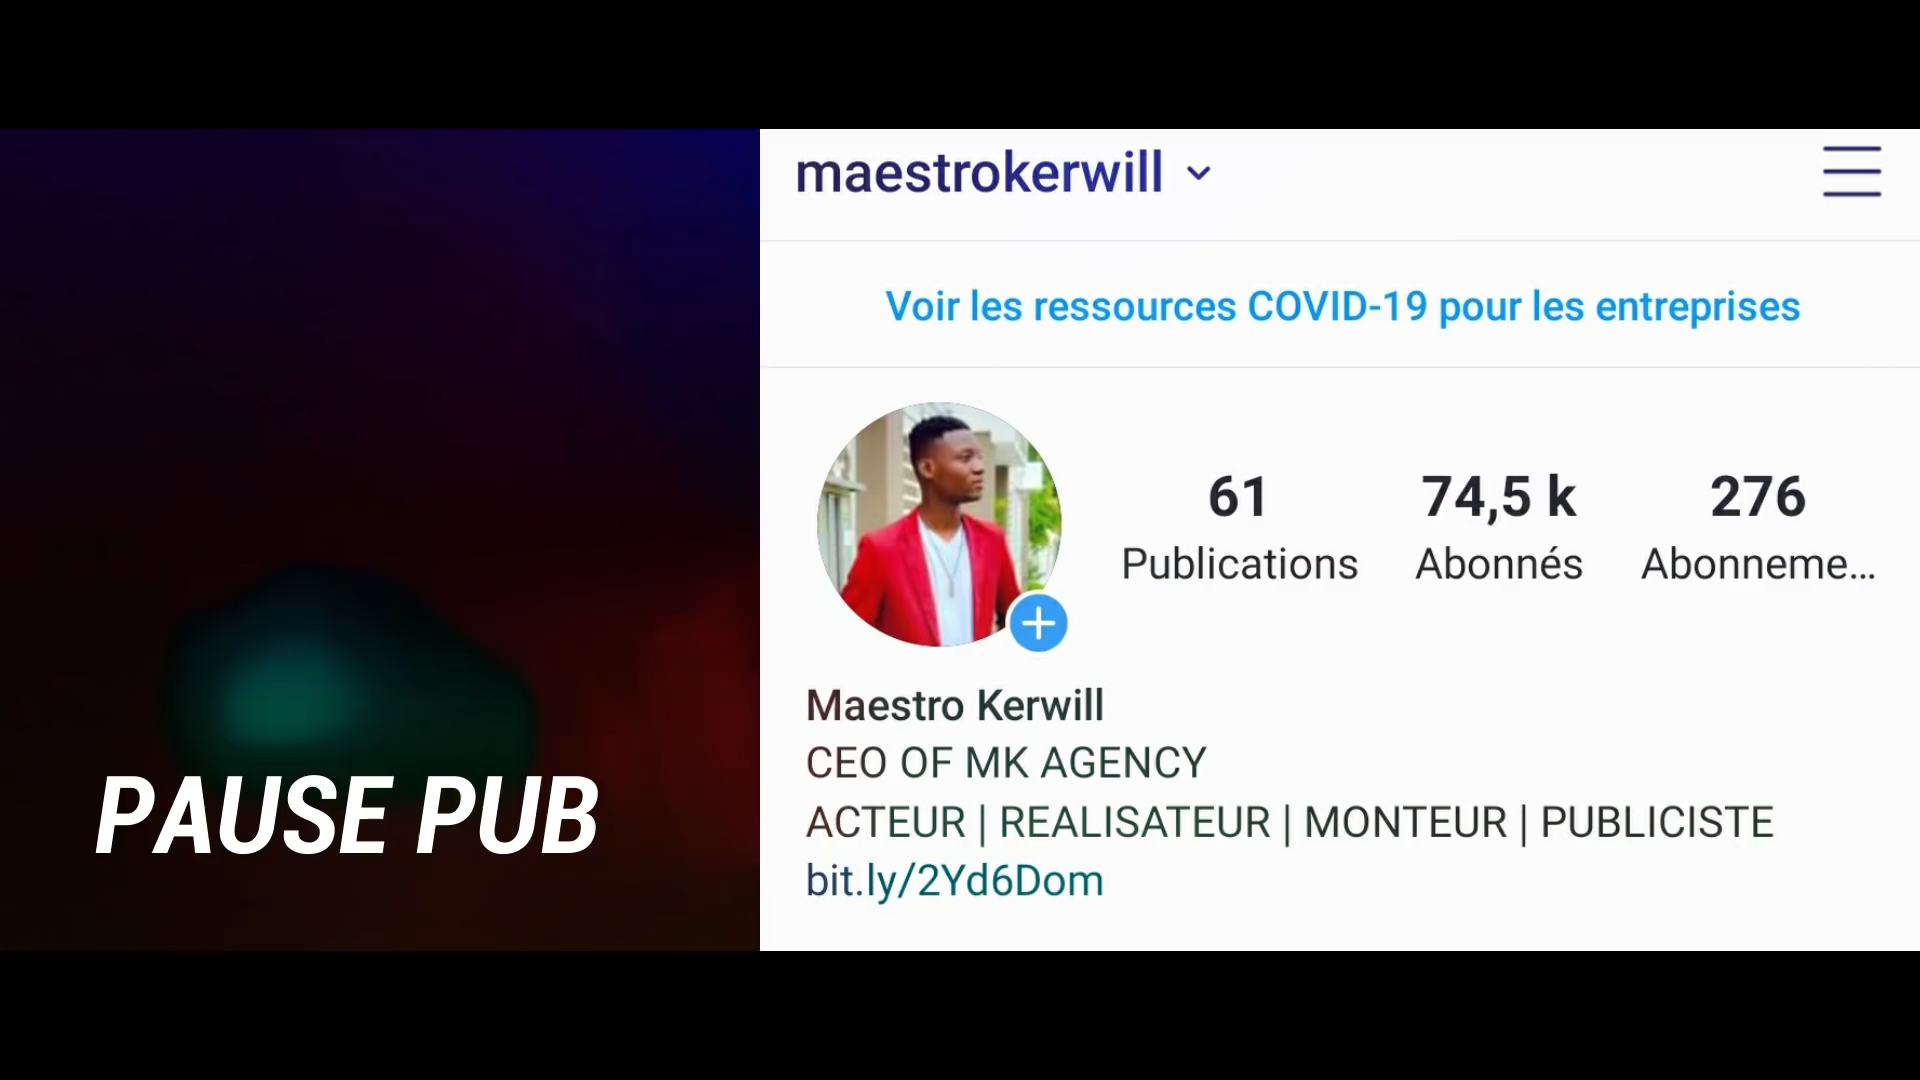 maestrokerwill
Voir les ressources COVID-19 pour les entreprises
61
Publications
74,5 k
Abonnés
276
Abonneme...
Maestro Kerwill
CEO OF MK AGENCY
ACTEUR | REALISATEUR | MONTEUR | PUBLICISTE
bit.ly/2Yd6Dom
PAUSE PUB